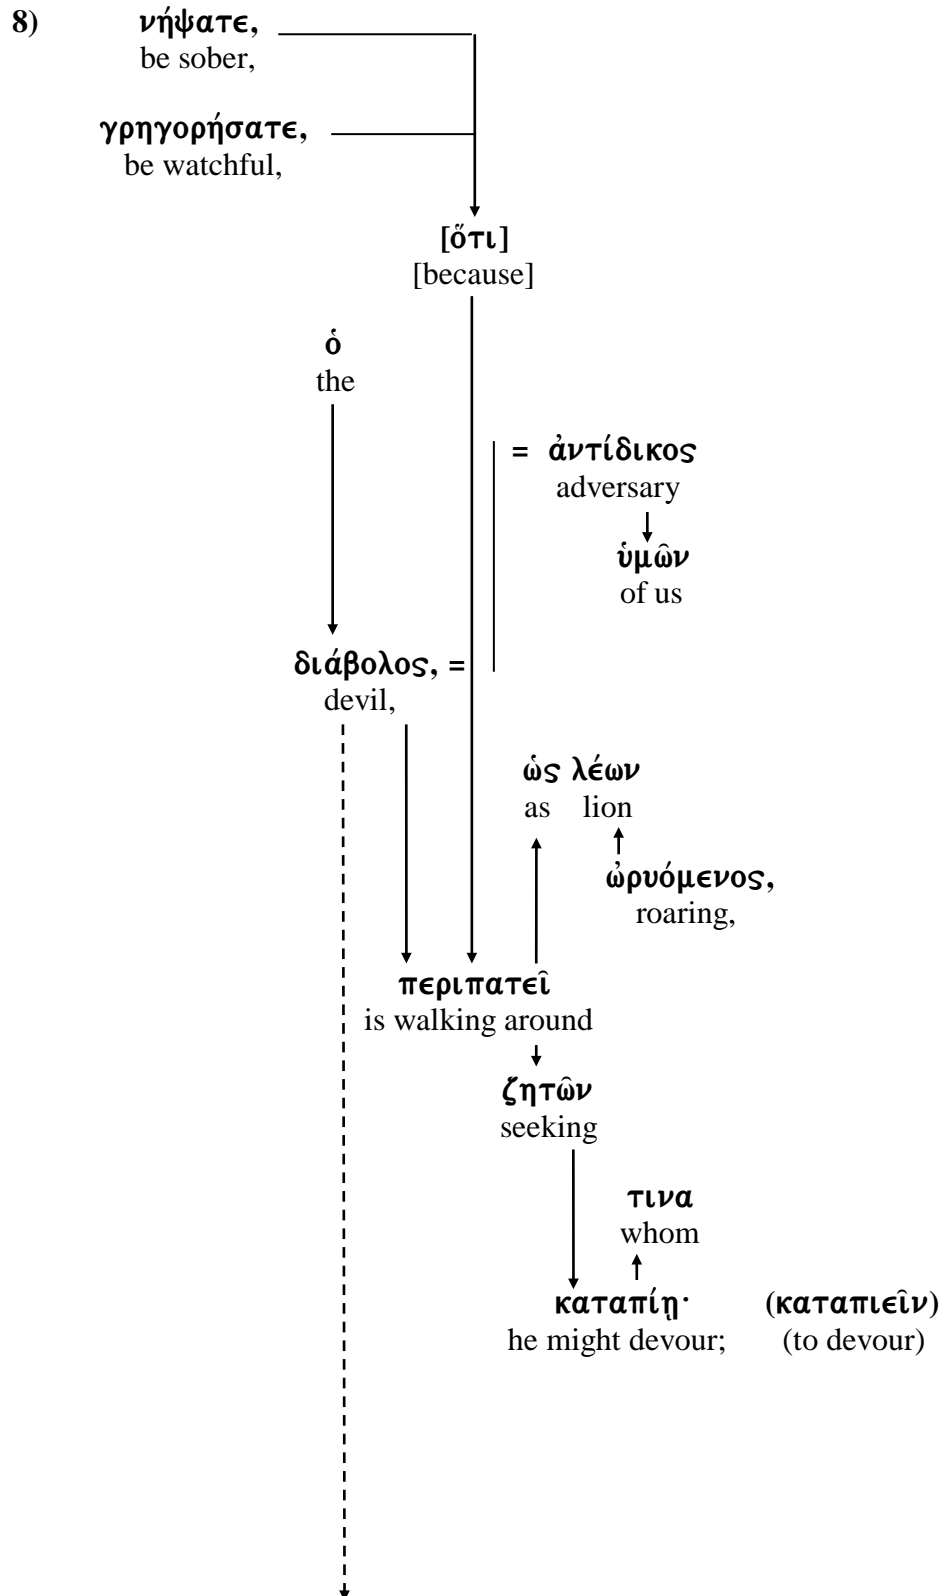 8) νήψατε,
be sober,
γρηγορήσατε,
be watchful,
[ὅτι]
[because]
ὁ
the
= ἀντίδικος
adversary
ὑμῶν
of us
διάβολος, =
devil,
ὡς λέων
as lion
ὠρυόμενος,
roaring,
περιπατεῖ
is walking around
ζητῶν
seeking
τινα
whom
καταπίῃ· (καταπιεῖν)
he might devour; (to devour)